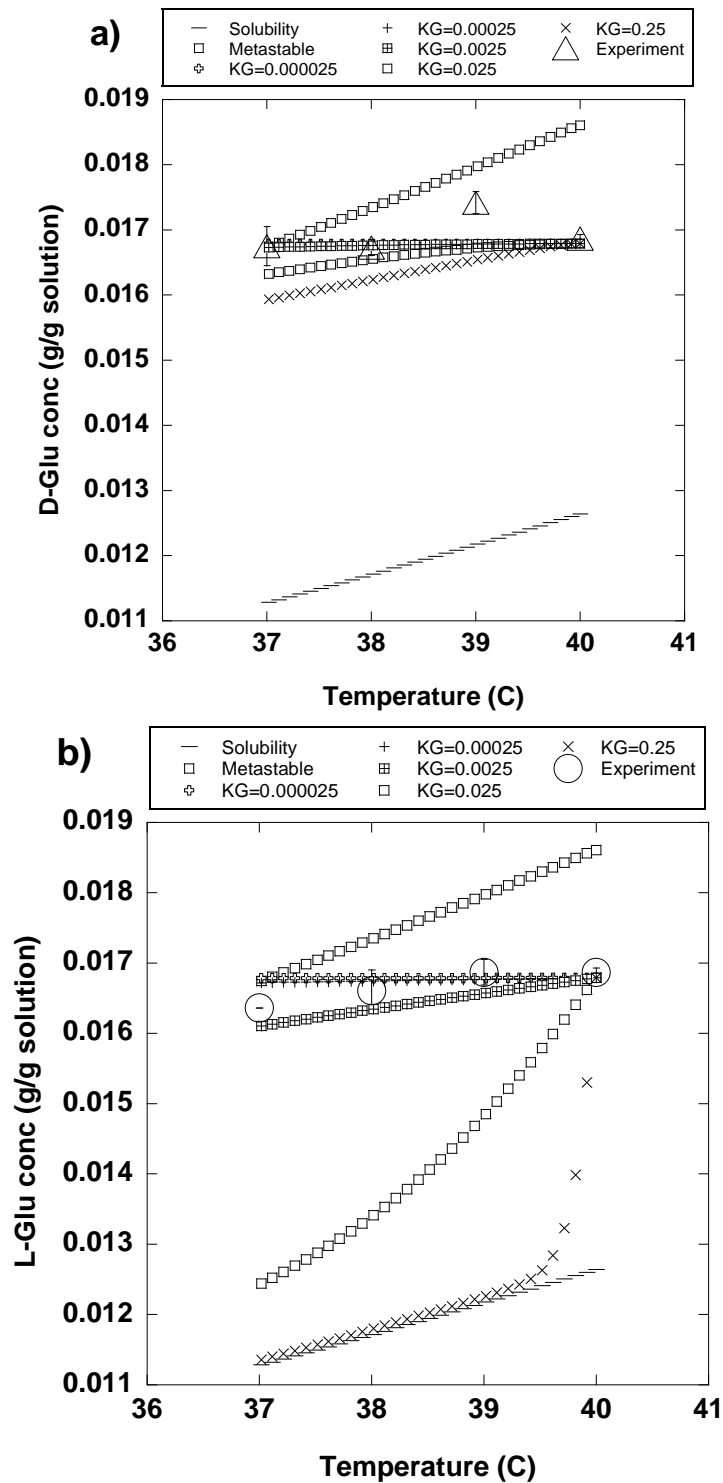 a)
Solubility
Metastable
KG=0.000025
KG=0.00025
KG=0.0025
KG=0.025
KG=0.25
Experiment
0.019
0.018
0.017
0.016
0.015
0.014
0.013
0.012
0.011
D-Glu conc (g/g solution)
36 37 38 39 40 41
Temperature (C)
b)
Solubility
Metastable
KG=0.000025
KG=0.00025
KG=0.0025
KG=0.025
KG=0.25
Experiment
0.019
0.018
0.017
0.016
0.015
0.014
0.013
0.012
0.011
L-Glu conc (g/g solution)
36 37 38 39 40 41
Temperature (C)